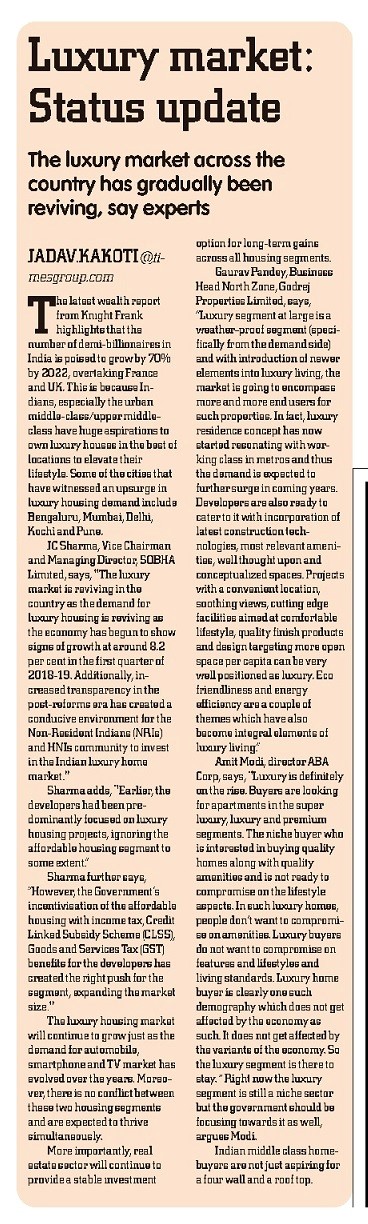 Luxury market:
Status update
The luxury market across the
country has gradually been
reviving, say experts
JADAV.KAKOTI@ti-
mesgroup.com
The latest wealth report
from Knight Frank
highlights that the
number of demi-billionaires in
India is poised to grow by 70%
by 2022, overtaking France
and UK. This is because In-
dians, especially the urban
middle-class/upper middle-
class have huge aspirations to
own luxury houses in the best of
locations to elevate their
lifestyle. Some of the cities that
have witnessed an upsurge in
luxury housing demand include
Bengaluru, Mumbai, Delhi,
Kochi and Pune.
JC Sharma, Vice Chairman
and Managing Director, SOBHA
Limited, says, "The luxury
market is reviving in the
country as the demand for
luxury housing is reviving as
the economy has begun to show
signs of growth at around 8.2
per cent in the first quarter of
2018-19. Additionally, in-
creased transparency in the
post-reforms era has created a
conducive environment for the
Non-Resident Indians (NRIs)
and HNIs community to invest
in the Indian luxury home
market."
Sharma adds, "Earlier, the
developers had been pre-
dominantly focused on luxury
housing projects, ignoring the
affordable housing segment to
some extent."
Sharma further says,
"However, the Government's
incentivisation of the affordable
housing with income tax, Credit
Linked Subsidy Scheme (CLSS),
Goods and Services Tax (GST)
benefits for the developers has
created the right push for the
segment, expanding the market
size."
The luxury housing market
will continue to grow just as the
demand for automobile,
smartphone and TV market has
evolved over the years. Moreo-
ver, there is no conflict between
these two housing segments
and are expected to thrive
simultaneously.
More importantly, real
estate sector will continue to
provide a stable investment
option for long-term gains
across all housing segments.
Gaurav Pandey, Business
Head North Zone, Godrej
Properties Limited, says,
"Luxury segment at large is a
weather-proof segment (speci-
fically from the demand side)
and with introduction of newer
elements into luxury living, the
market is going to encompass
more and more end users for
such properties. In fact, luxury
residence concept has now
started resonating with wor-
king class in metros and thus
the demand is expected to
further surge in coming years.
Developers are also ready to
cater to it with incorporation of
latest construction tech-
nologies, most relevant ameni-
ties, well thought upon and
conceptualized spaces. Projects
with a convenient location,
soothing views, cutting edge
facilities aimed at comfortable
lifestyle, quality finish products
and design targeting more open
space per capita can be very
well positioned as luxury. Eco
friendliness and energy
efficiency are a couple of
themes which have also
become integral elements of
luxury living."
Amit Modi, director ABA
Corp, says, "Luxury is definitely
on the rise. Buyers are looking
for apartments in the super
luxury, luxury and premium
segments. The niche buyer who
is interested in buying quality
homes along with quality
amenities and is not ready to
compromise on the lifestyle
aspects. In such luxury homes,
people don't want to compromi-
se on amenities. Luxury buyers
do not want to compromise on
features and lifestyles and
living standards. Luxury home
buyer is clearly one such
demography which does not get
affected by the economy as
such. It does not get affected by
the variants of the economy. So
the luxury segment is there to
stay." Right now the luxury
segment is still a niche sector
but the government should be
focusing towards it as well,
argues Modi.
Indian middle class home-
buyers are not just aspiring for
a four wall and a roof top.